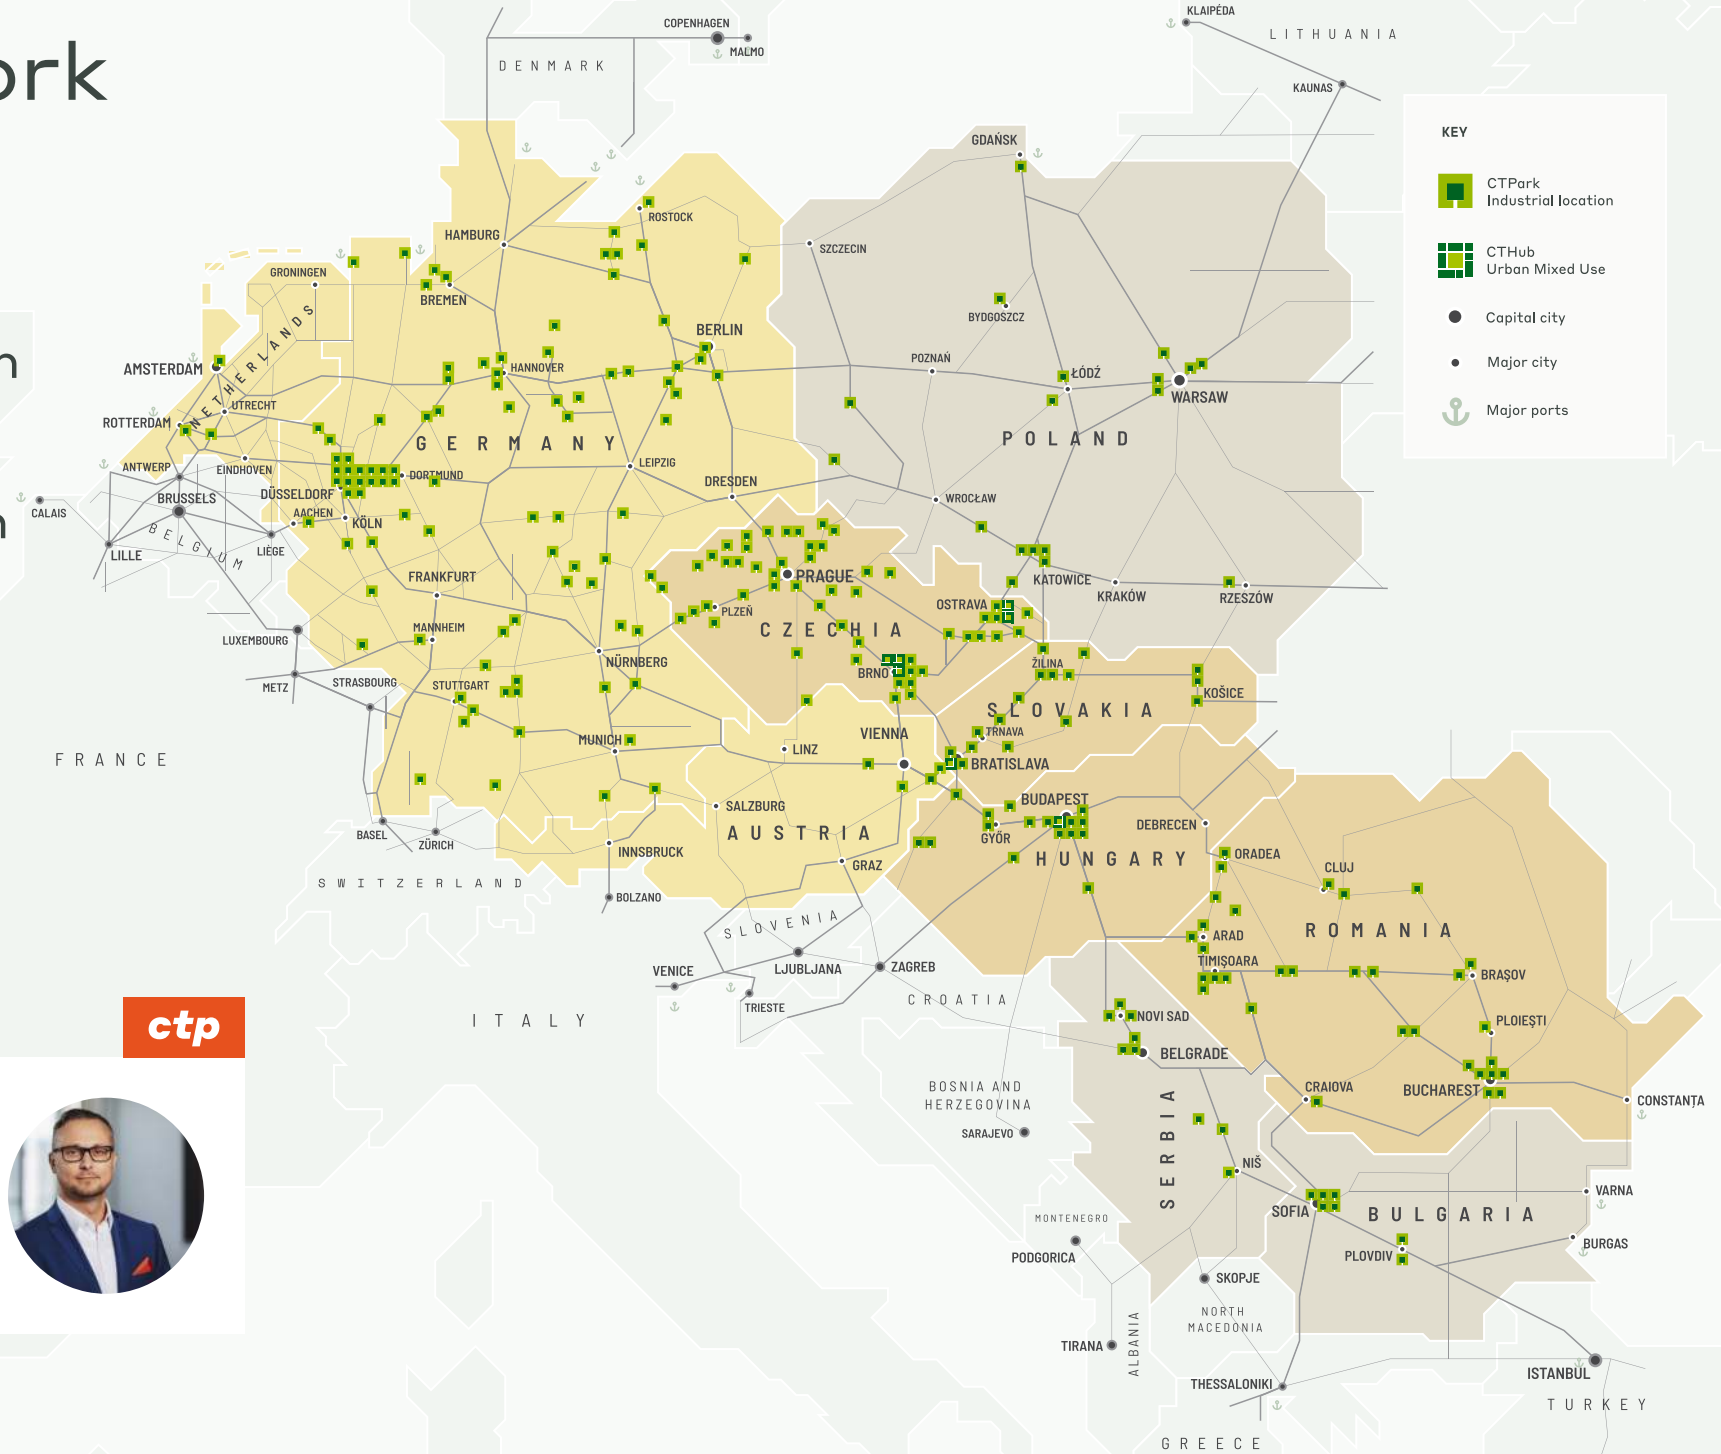 ork
n
n
KEY
CTPark
Industrial location
CTHub
Urban Mixed Use
Capital city
Major city
Major ports
KLAIPĖDA
LITHUANIA
COPENHAGEN
MALMO
DENMARK
KAUNAS
GDAŃSK
ROSTOCK
HAMBURG
SZCZECIN
GRONINGEN
BREMEN
BYDGOSZCZ
BERLIN
NETHERLANDS
AMSTERDAM
HANNOVER
POZNAŃ
ŁÓDŹ
WARSAW
UTRECHT
ROTTERDAM
GERMANY
POLAND
ANTWERP
EINDHOVEN
DORTMUND
LEIPZIG
DÜSSELDORF
DRESDEN
BRUSSELS
WROCŁAW
CALAIS
AACHEN
KÖLN
BELGIUM
LILLE
LIÈGE
FRANKFURT
PRAGUE
KATOWICE
KRAKÓW
RZESZÓW
OSTRAVA
PLZEŇ
CZECHIA
MANNHEIM
LUXEMBOURG
NÜRNBERG
ŽILINA
BRNO
METZ
STRASBOURG
STUTTGART
KOŠICE
SLOVAKIA
TRNAVA
VIENNA
MUNICH
LINZ
FRANCE
BRATISLAVA
BUDAPEST
SALZBURG
DEBRECEN
BASEL
ZÜRICH
AUSTRIA
GYÖR
INNSBRUCK
HUNGARY
ORADEA
GRAZ
CLUJ
SWITZERLAND
BOLZANO
SLOVENIA
ROMANIA
ARAD
TIMIȘOARA
VENICE
LJUBLJANA
ZAGREB
BRAȘOV
CROATIA
TRIESTE
ITALY
NOVI SAD
PLOIEȘTI
ctp
BELGRADE
BOSNIA AND
HERZEGOVINA
CRAIOVA
BUCHAREST
CONSTANȚA
SARAJEVO
SERBIA
NIŠ
VARNA
SOFIA
BULGARIA
MONTENEGRO
PODGORICA
PLOVDIV
BURGAS
SKOPJE
NORTH
MACEDONIA
TIRANA
ALBANIA
ISTANBUL
THESSALONIKI
TURKEY
GREECE